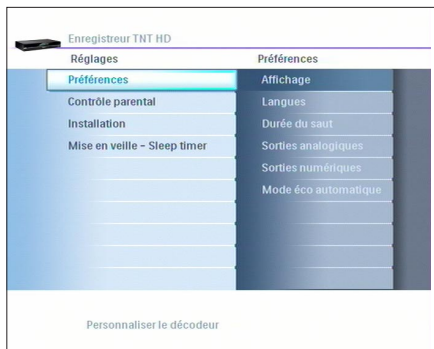 Enregistreur TNT HD
Réglages
Préférences
Préférences
Affichage
Contrôle parental
Langues
Installation
Durée du saut
Mise en veille - Sleep timer
Sorties analogiques
Sorties numériques
Mode éco automatique
Personnaliser le décodeur